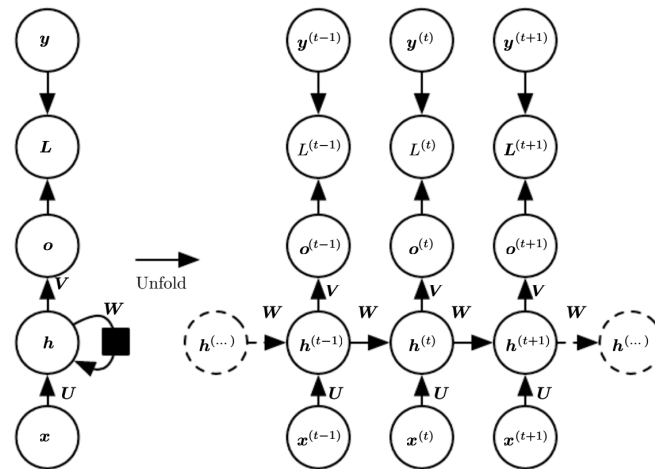 y y^(t−1) y^(t) y^(t+1)
L L^(t−1) L^(t) L^(t+1)
o o^(t−1) o^(t) o^(t+1)
Unfold
V V V V
W W W W W
h h^(...) h^(t−1) h^(t) h^(t+1) h^(...)
U U U U
x x^(t−1) x^(t) x^(t+1)